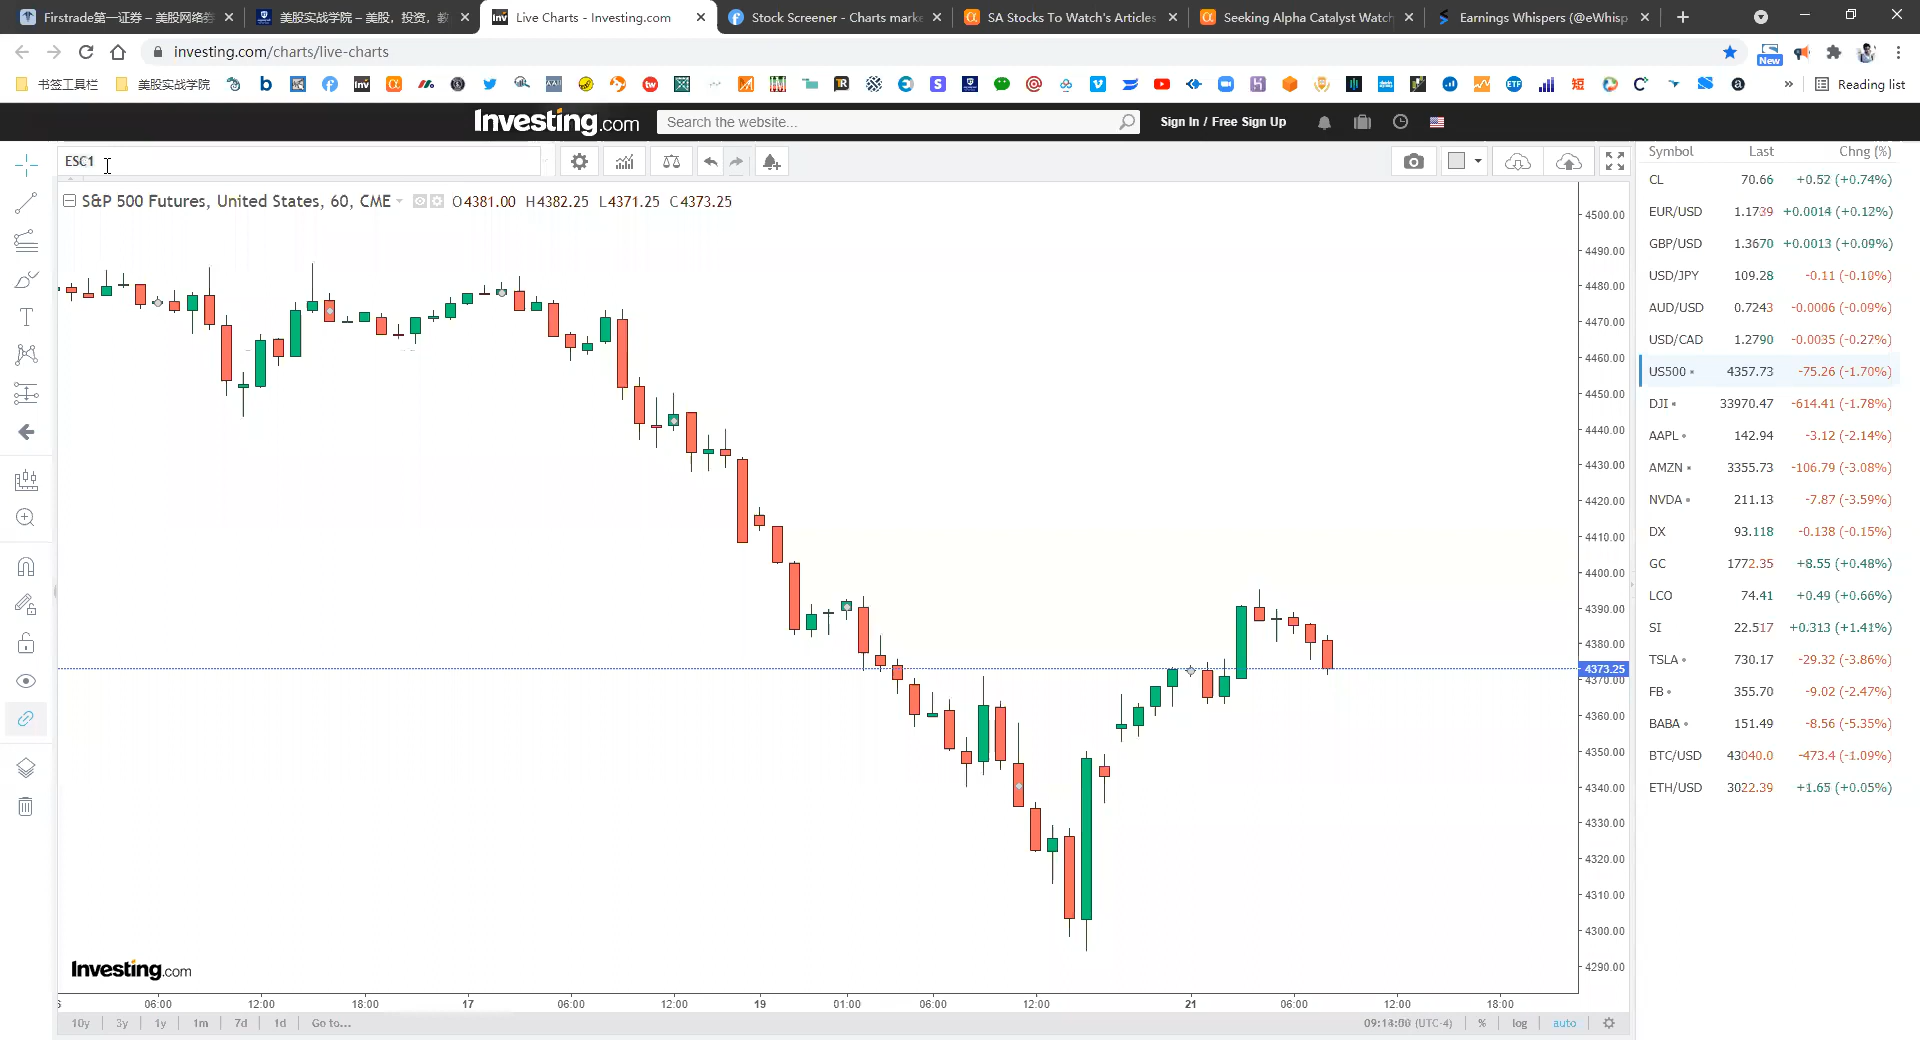 Firstrade第一证券 – 美股网络券
美股实战学院 – 美股，投资，教
Live Charts - Investing.com
Stock Screener - Charts marke
SA Stocks To Watch's Articles
Seeking Alpha Catalyst Watch
Earnings Whispers (@eWhisp
investing.com/charts/live-charts
New
书签工具栏
美股实战学院
Reading list
Investing.com
Search the website...
Sign In / Free Sign Up
ESC1
S&P 500 Futures, United States, 60, CME
O4381.00 H4382.25 L4371.25 C4373.25
Symbol Last Chng (%)
CL 70.66 +0.52 (+0.74%)
EUR/USD 1.1739 +0.0014 (+0.12%)
GBP/USD 1.3670 +0.0013 (+0.09%)
USD/JPY 109.28 -0.11 (-0.10%)
AUD/USD 0.7243 -0.0006 (-0.09%)
USD/CAD 1.2790 -0.0035 (-0.27%)
US500 4357.73 -75.26 (-1.70%)
DJI 33970.47 -614.41 (-1.78%)
AAPL 142.94 -3.12 (-2.14%)
AMZN 3355.73 -106.79 (-3.08%)
NVDA 211.13 -7.87 (-3.59%)
DX 93.118 -0.138 (-0.15%)
GC 1772.35 +8.55 (+0.48%)
LCO 74.41 +0.49 (+0.66%)
SI 22.517 +0.313 (+1.41%)
TSLA 730.17 -29.32 (-3.86%)
FB 355.70 -9.02 (-2.47%)
BABA 151.49 -8.56 (-5.35%)
BTC/USD 43040.0 -473.4 (-1.09%)
ETH/USD 3022.39 +1.65 (+0.05%)
4500.00
4490.00
4480.00
4470.00
4460.00
4450.00
4440.00
4430.00
4420.00
4410.00
4400.00
4390.00
4380.00
4373.25
4370.00
4360.00
4350.00
4340.00
4330.00
4320.00
4310.00
4300.00
4290.00
Investing.com
06:00 12:00 18:00 17 06:00 12:00 19 01:00 06:00 12:00 21 06:00 12:00 18:00
10y 3y 1y 1m 7d 1d Go to...
(UTC-4) % log auto